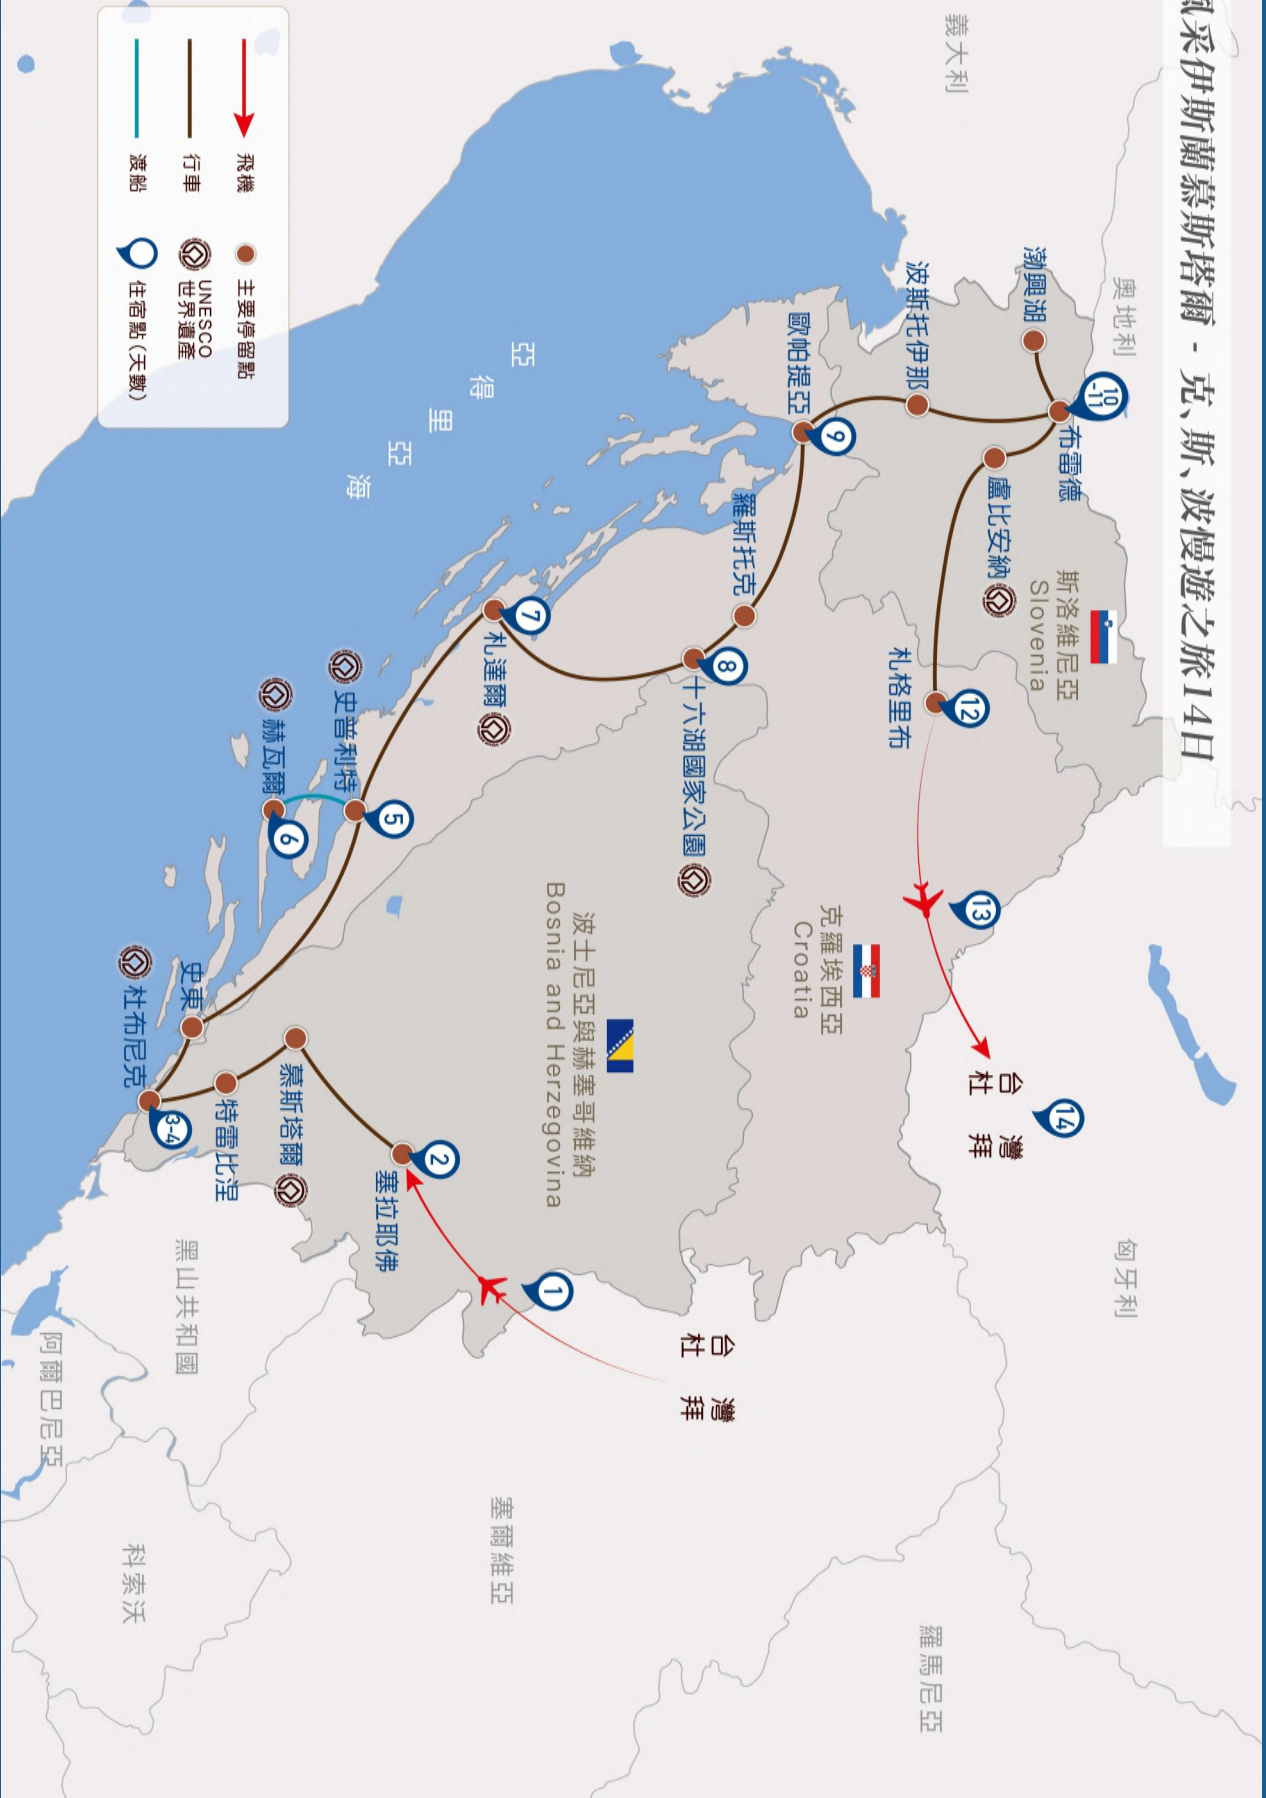 風采伊斯蘭慕斯塔爾 - 克、斯、波慢遊之旅14日
義大利
奧地利
匈牙利
斯洛維尼亞
Slovenia
渤興湖
10
-11
布雷德
波斯托伊那
盧比安納
歐帕提亞
9
羅斯托克
札格里布
12
13
台灣
杜拜
14
克羅埃西亞
Croatia
8
十六湖國家公園
7
札達爾
波士尼亞與赫塞哥維納
Bosnia and Herzegovina
史普利特
5
赫瓦爾
6
史東
杜布尼克
3-4
特雷比涅
慕斯塔爾
2
塞拉耶佛
1
台灣
杜拜
亞得里亞海
黑山共和國
阿爾巴尼亞
科索沃
塞爾維亞
羅馬尼亞
飛機
主要停留點
行車
UNESCO
世界遺產
渡船
住宿點(天數)